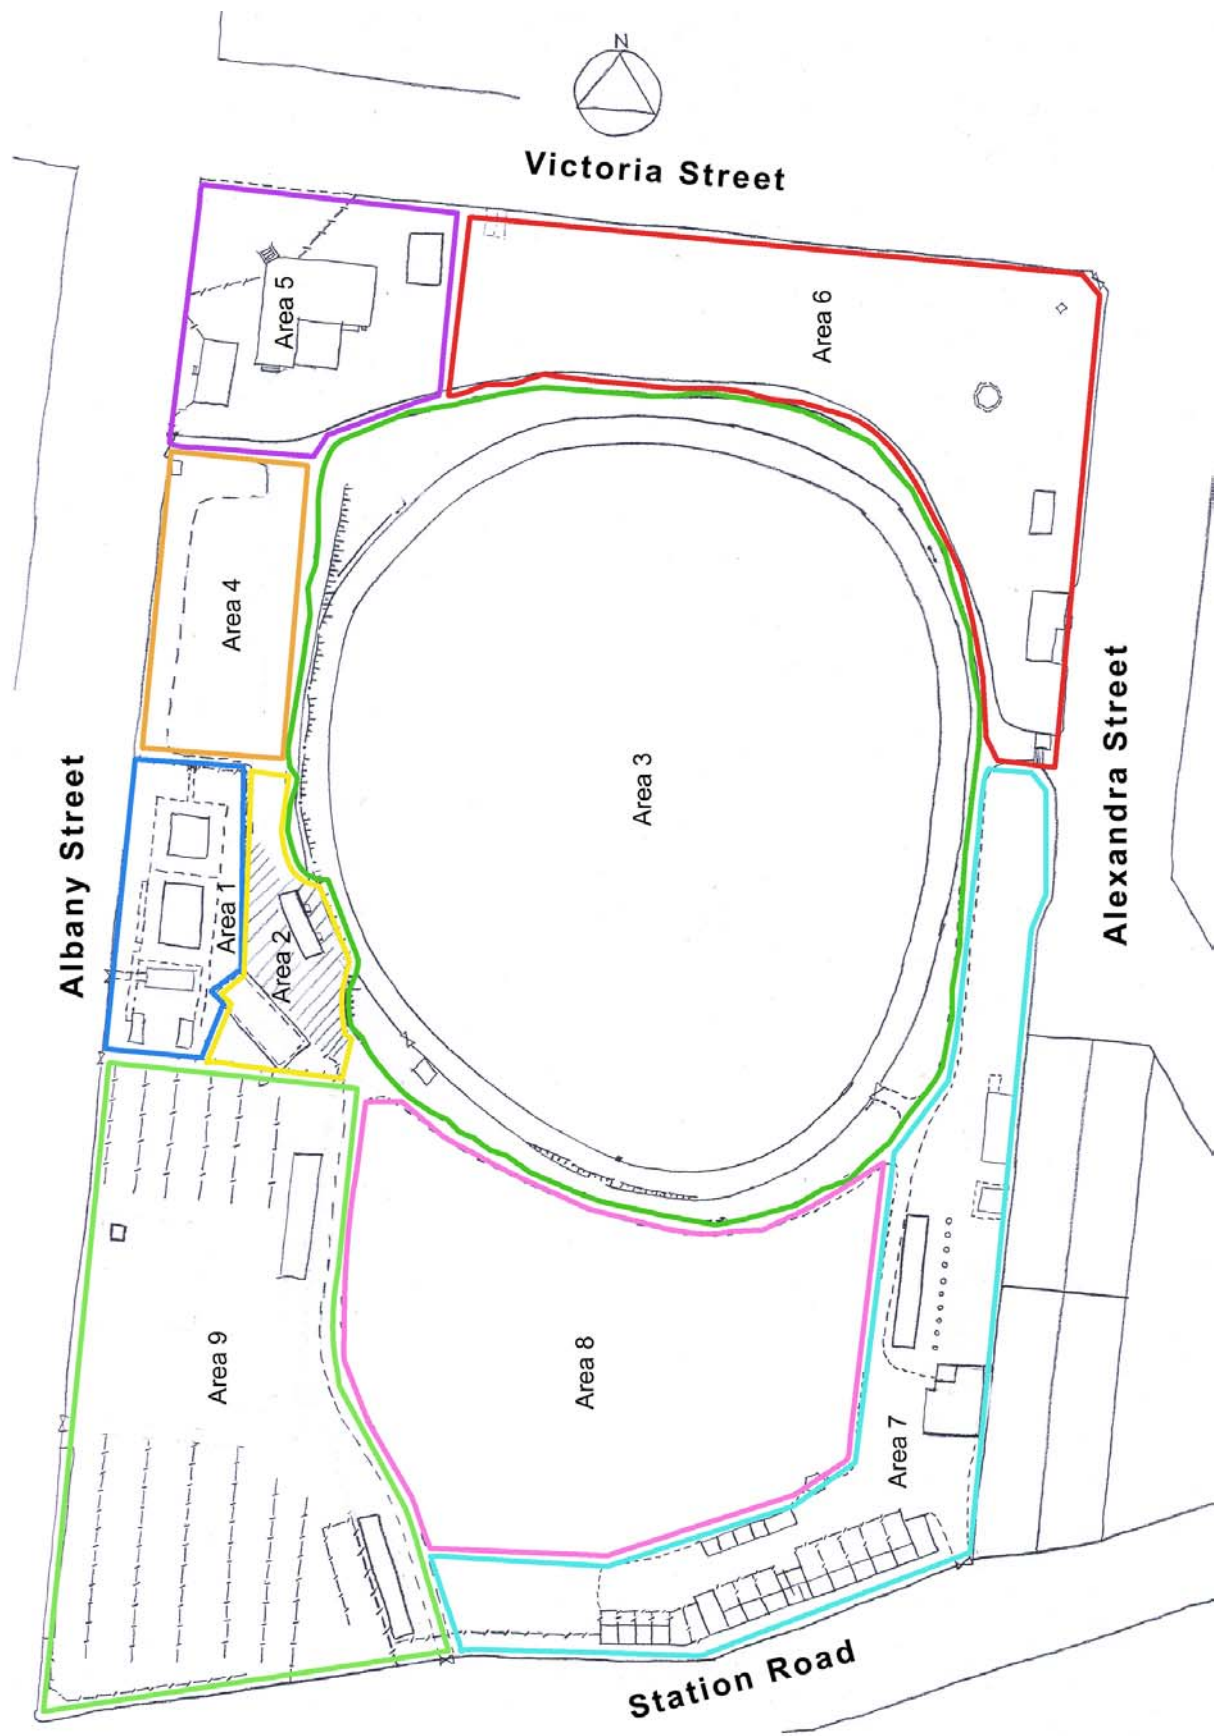 N
Victoria Street
Area 5
Area 6
Area 4
Albany Street
Area 1
Area 2
Area 3
Alexandra Street
Area 9
Area 8
Area 7
Station Road